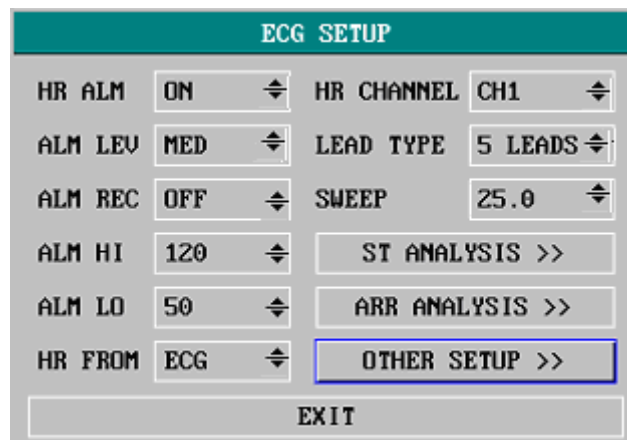 ECG SETUP
HR ALM ON HR CHANNEL CH1
ALM LEV MED LEAD TYPE 5 LEADS
ALM REC OFF SWEEP 25.0
ALM HI 120 ST ANALYSIS >>
ALM LO 50 ARR ANALYSIS >>
HR FROM ECG OTHER SETUP >>
EXIT